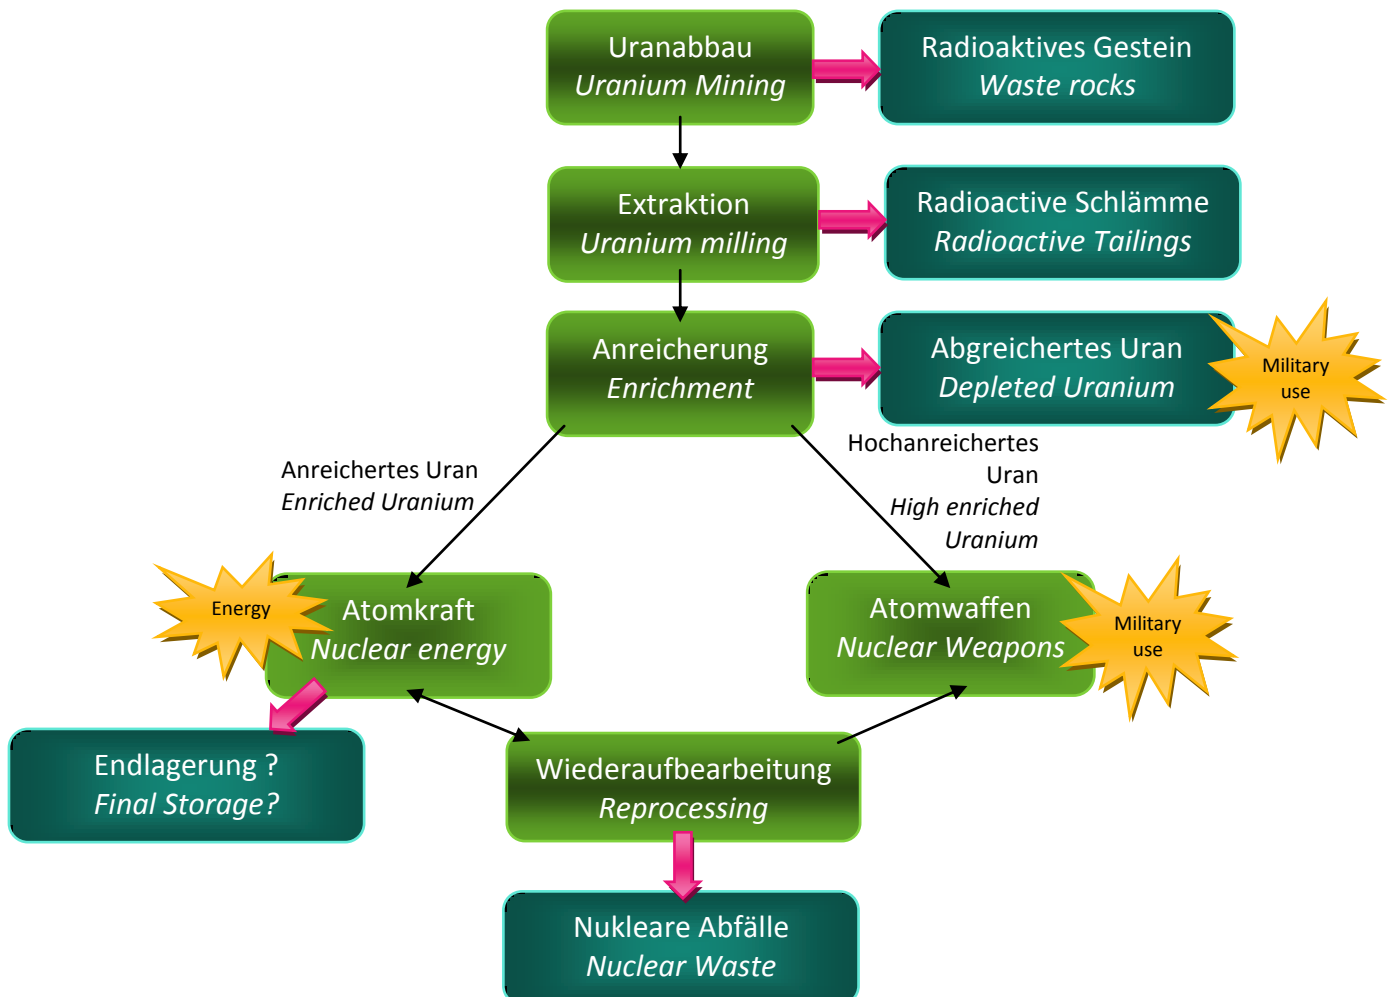 Uranabbau
Uranium Mining
Radioaktives Gestein
Waste rocks
Extraktion
Uranium milling
Radioactive Schlämme
Radioactive Tailings
Anreicherung
Enrichment
Abgreichertes Uran
Depleted Uranium
Military
use
Anreichertes Uran
Enriched Uranium
Hochanreichertes
Uran
High enriched
Uranium
Energy
Atomkraft
Nuclear energy
Atomwaffen
Nuclear Weapons
Military
use
Endlagerung ?
Final Storage?
Wiederaufbearbeitung
Reprocessing
Nukleare Abfälle
Nuclear Waste